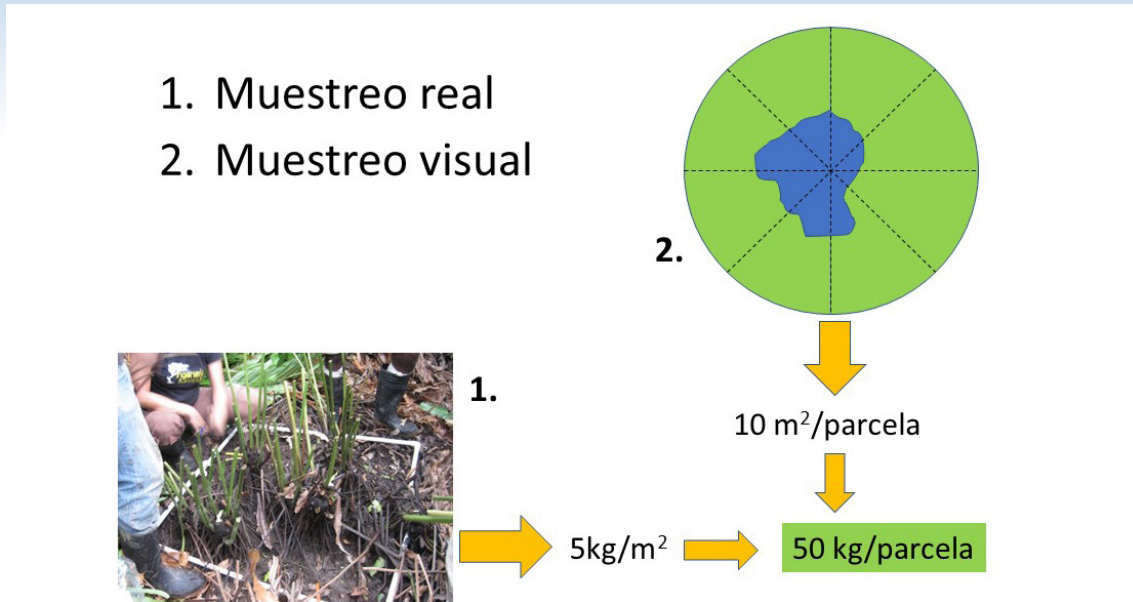 1. Muestreo real
2. Muestreo visual
2.
1.
10 m²/parcela
5kg/m²
50 kg/parcela